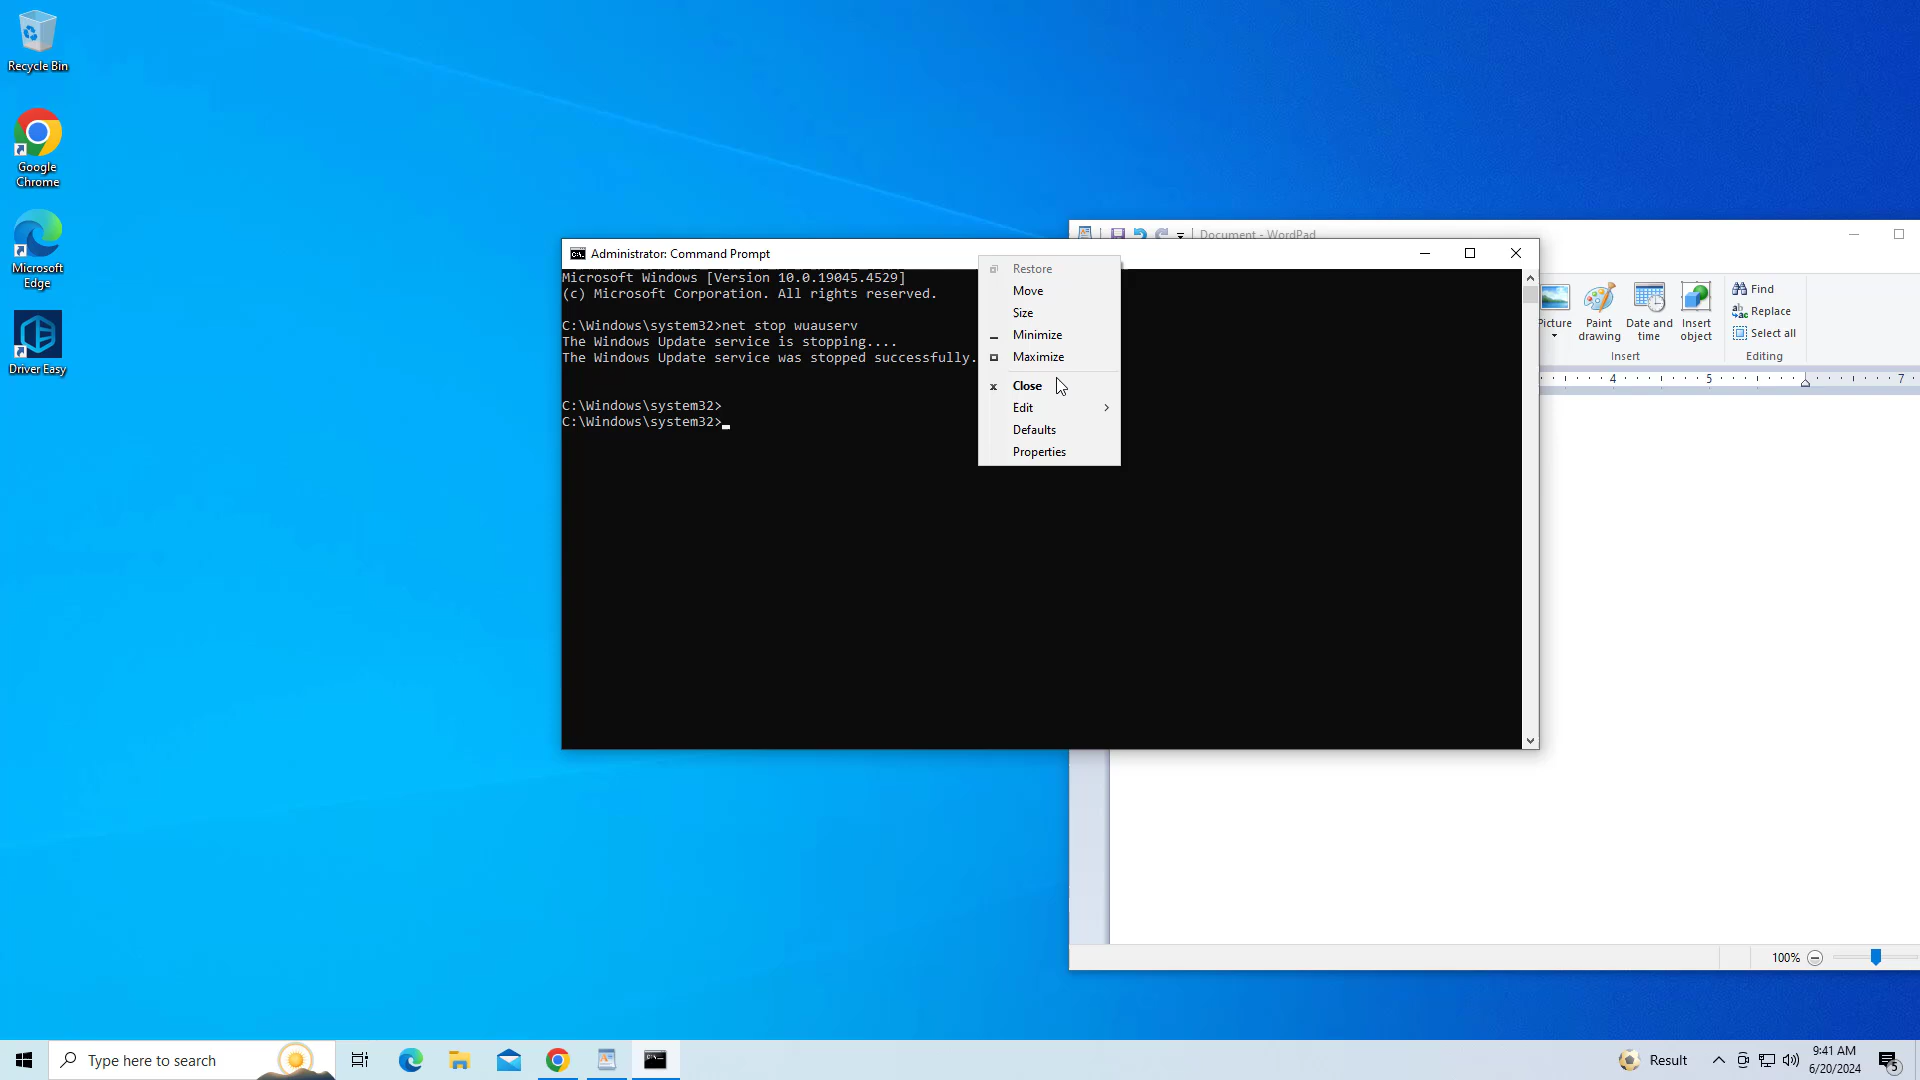 Recycle Bin
Google
Chrome
Microsoft
Edge
Driver Easy
Document - WordPad
Administrator: Command Prompt
Microsoft Windows [Version 10.0.19045.4529]
(c) Microsoft Corporation. All rights reserved.
C:\Windows\system32>net stop wuauserv
The Windows Update service is stopping....
The Windows Update service was stopped successfully.
C:\Windows\system32>
C:\Windows\system32>
Restore
Move
Size
Minimize
Maximize
Close
Edit
Defaults
Properties
Picture
Paint
drawing
Date and
time
Insert
object
Insert
Find
Replace
Select all
Editing
4 5 7
100%
Type here to search
Result
9:41 AM
6/20/2024
5